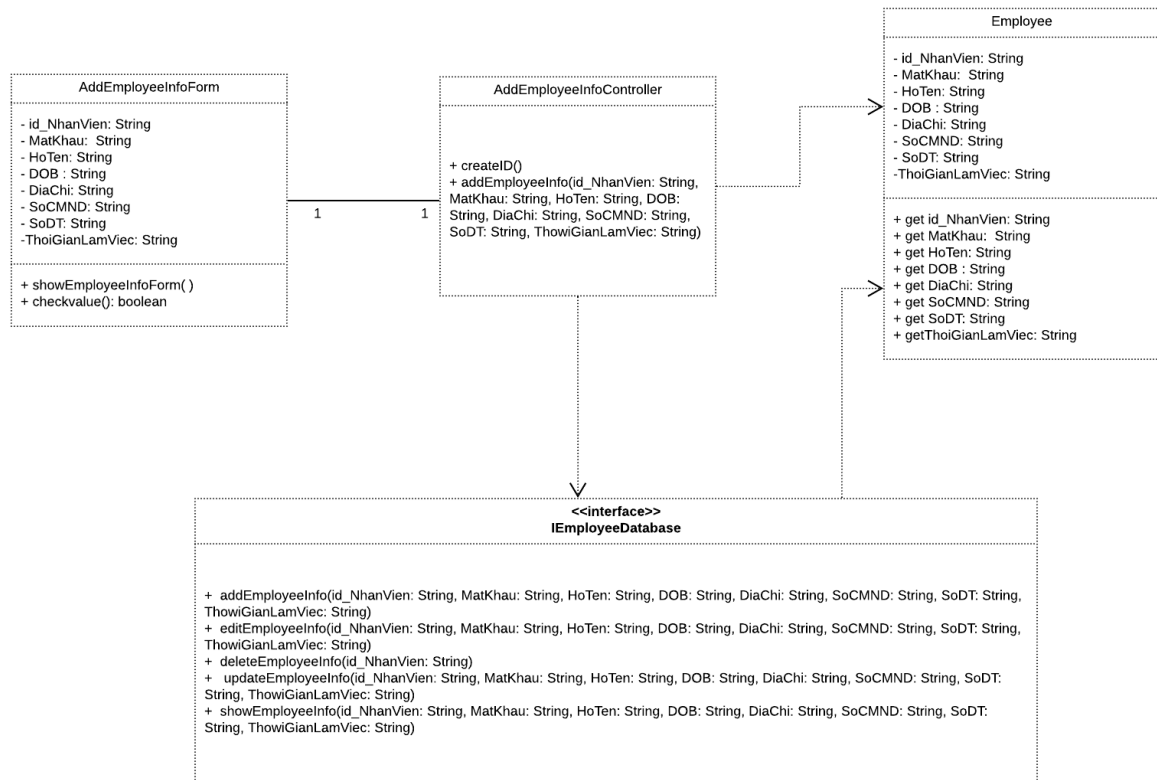 AddEmployeeInfoForm
- id_NhanVien: String
- MatKhau:  String
- HoTen: String
- DOB : String
- DiaChi: String
- SoCMND: String
- SoDT: String
-ThoiGianLamViec: String
+ showEmployeeInfoForm( )
+ checkvalue(): boolean
1
1
AddEmployeeInfoController
+ createID()
+ addEmployeeInfo(id_NhanVien: String,
MatKhau: String, HoTen: String, DOB:
String, DiaChi: String, SoCMND: String,
SoDT: String, ThowiGianLamViec: String)
Employee
- id_NhanVien: String
- MatKhau:  String
- HoTen: String
- DOB : String
- DiaChi: String
- SoCMND: String
- SoDT: String
-ThoiGianLamViec: String
+ get id_NhanVien: String
+ get MatKhau:  String
+ get HoTen: String
+ get DOB : String
+ get DiaChi: String
+ get SoCMND: String
+ get SoDT: String
+ getThoiGianLamViec: String
<<interface>>
IEmployeeDatabase
+  addEmployeeInfo(id_NhanVien: String, MatKhau: String, HoTen: String, DOB: String, DiaChi: String, SoCMND: String, SoDT: String,
ThowiGianLamViec: String)
+  editEmployeeInfo(id_NhanVien: String, MatKhau: String, HoTen: String, DOB: String, DiaChi: String, SoCMND: String, SoDT: String,
ThowiGianLamViec: String)
+  deleteEmployeeInfo(id_NhanVien: String)
+   updateEmployeeInfo(id_NhanVien: String, MatKhau: String, HoTen: String, DOB: String, DiaChi: String, SoCMND: String, SoDT:
String, ThowiGianLamViec: String)
+  showEmployeeInfo(id_NhanVien: String, MatKhau: String, HoTen: String, DOB: String, DiaChi: String, SoCMND: String, SoDT:
String, ThowiGianLamViec: String)